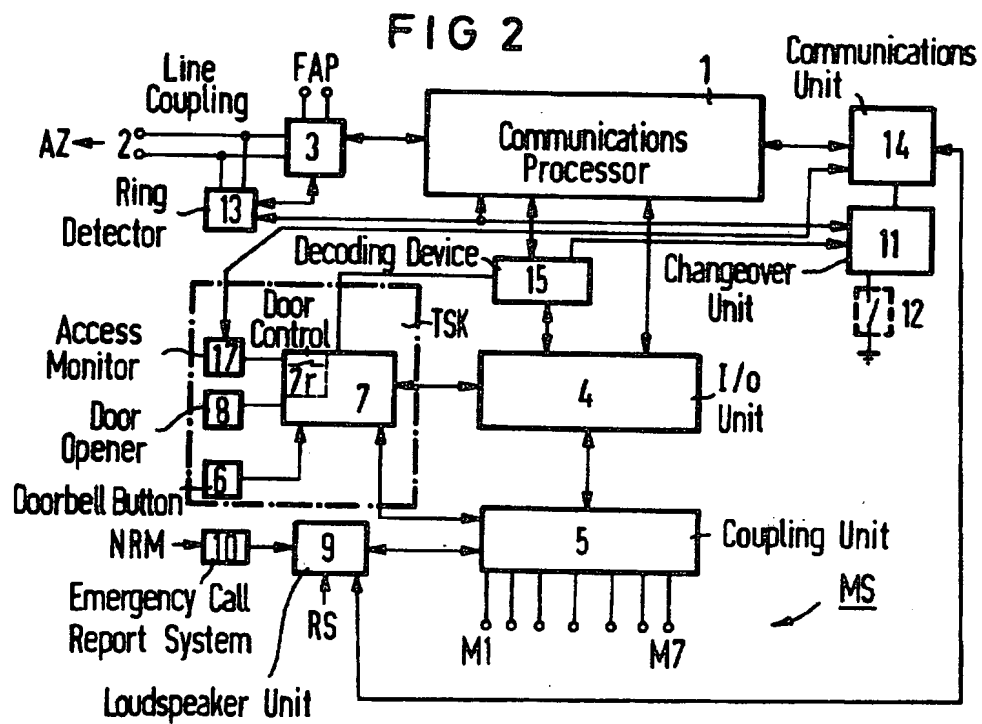 FIG 2
Line
Coupling
FAP
1
Communications
Unit
AZ
2
3
Communications
Processor
14
Ring
Detector
13
11
Decoding Device
15
Changeover
Unit
12
Door
Control
TSK
Access
Monitor
17
7r
7
4
I/o
Unit
Door
Opener
8
Doorbell Button
6
NRM
10
9
5
Coupling Unit
Emergency Call
Report System
RS
M1
M7
MS
Loudspeaker Unit